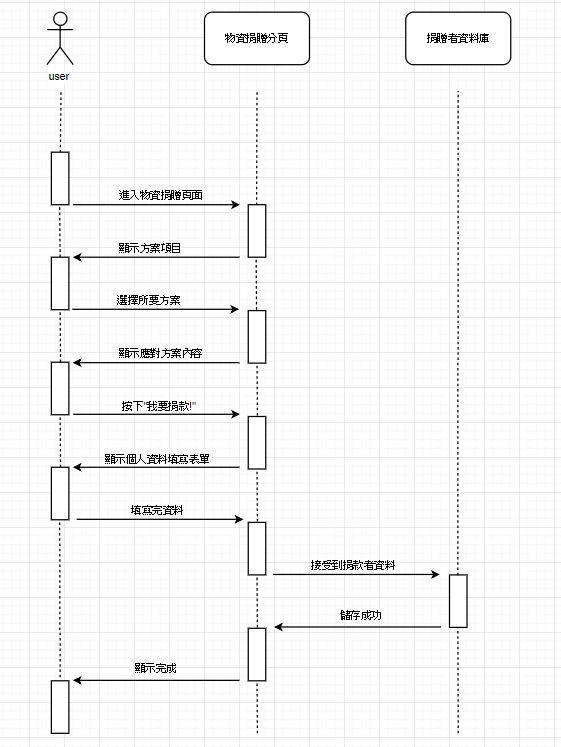 物資捐贈分頁
捐贈者資料庫
user
進入物資捐贈頁面
顯示方案項目
選擇所要方案
顯示應對方案內容
按下"我要捐款!"
顯示個人資料填寫表單
填寫完資料
接受到捐款者資料
儲存成功
顯示完成